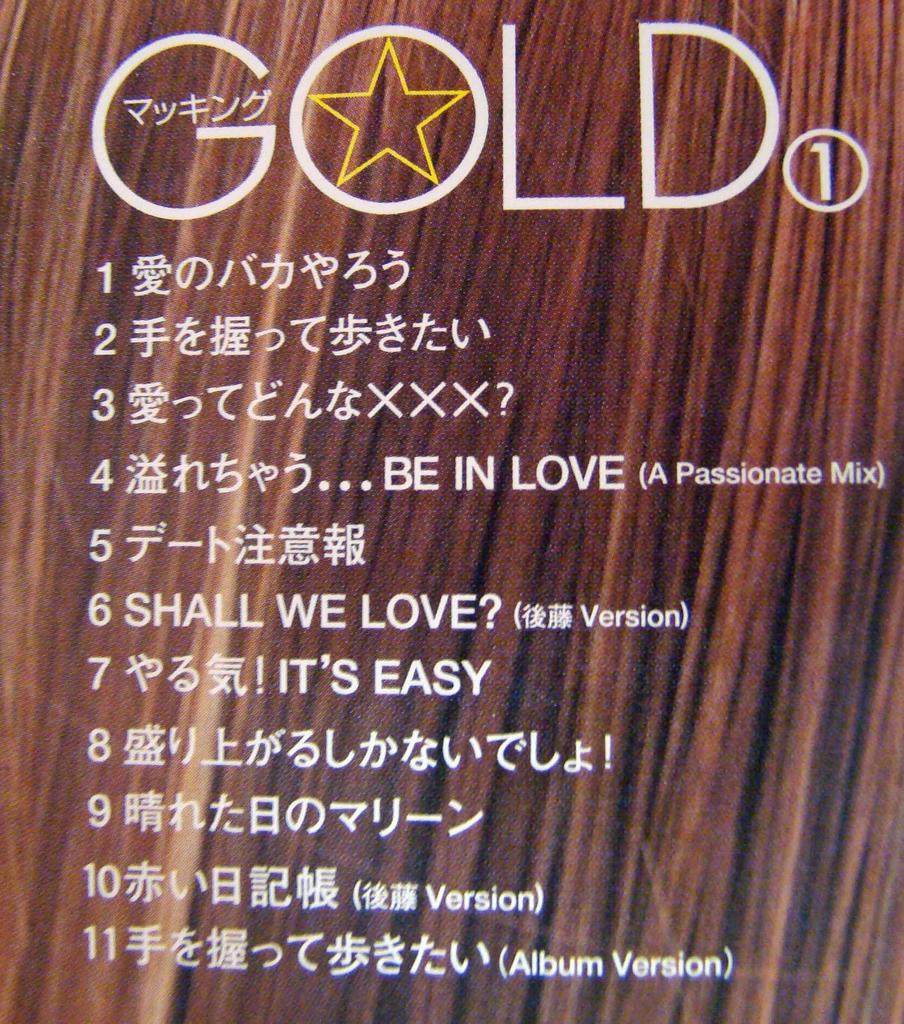 マッキング
GOLD①
1 愛のバカやろう
2 手を握って歩きたい
3 愛ってどんな×××?
4 溢れちゃう...BE IN LOVE (A Passionate Mix)
5 デート注意報
6 SHALL WE LOVE? (後藤 Version)
7 やる気! IT'S EASY
8 盛り上がるしかないでしょ!
9 晴れた日のマリーン
10 赤い日記帳 (後藤 Version)
11 手を握って歩きたい (Album Version)